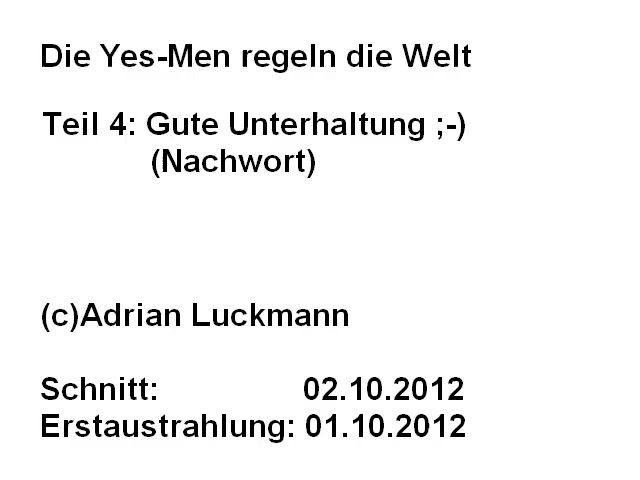 Die Yes-Men regeln die Welt
Teil 4: Gute Unterhaltung ;-)
(Nachwort)
(c)Adrian Luckmann
Schnitt: 02.10.2012
Erstaustrahlung: 01.10.2012